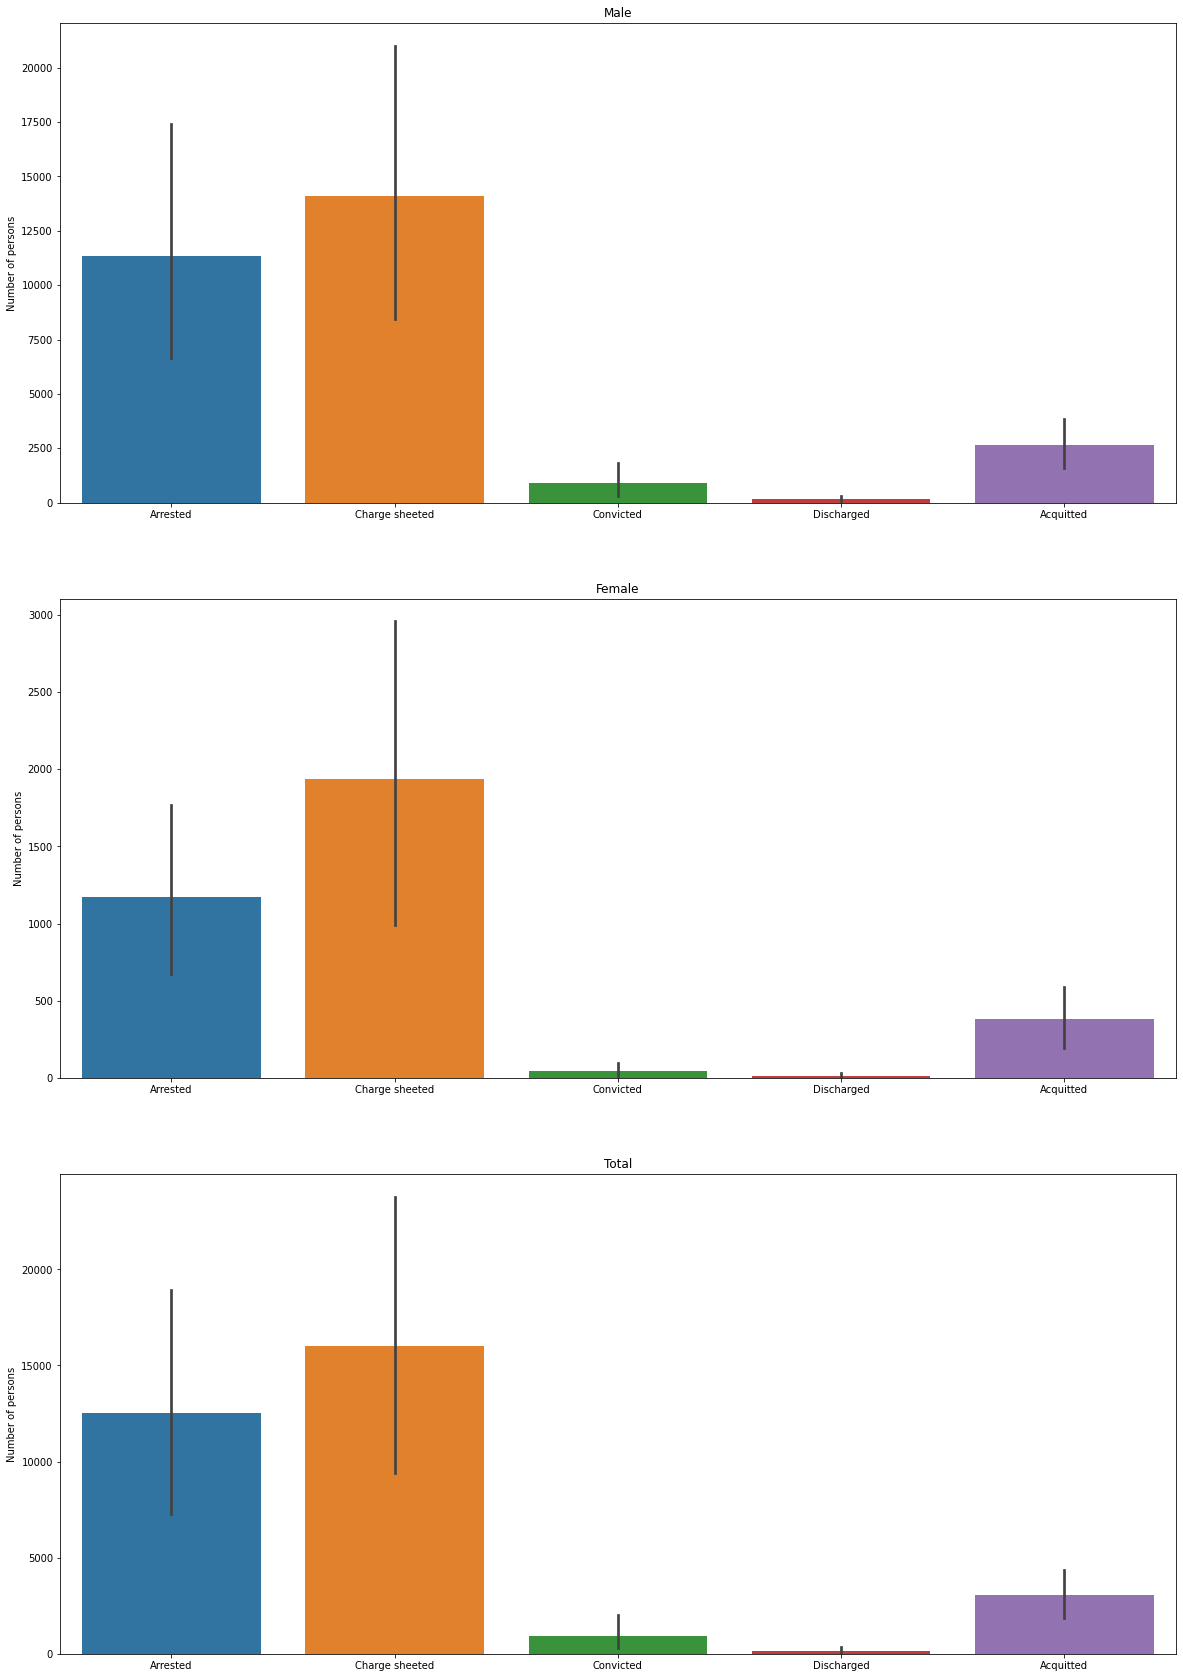 Male
20000
17500
15000
12500
10000
7500
5000
2500
0
Number of persons
Arrested Charge sheeted Convicted Discharged Acquitted
Female
3000
2500
2000
1500
1000
500
0
Number of persons
Arrested Charge sheeted Convicted Discharged Acquitted
Total
20000
15000
10000
5000
0
Number of persons
Arrested Charge sheeted Convicted Discharged Acquitted